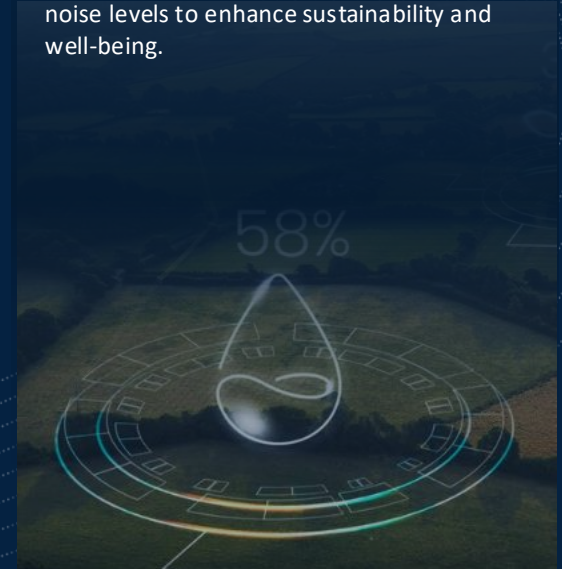 noise levels to enhance sustainability and
well-being.
58%